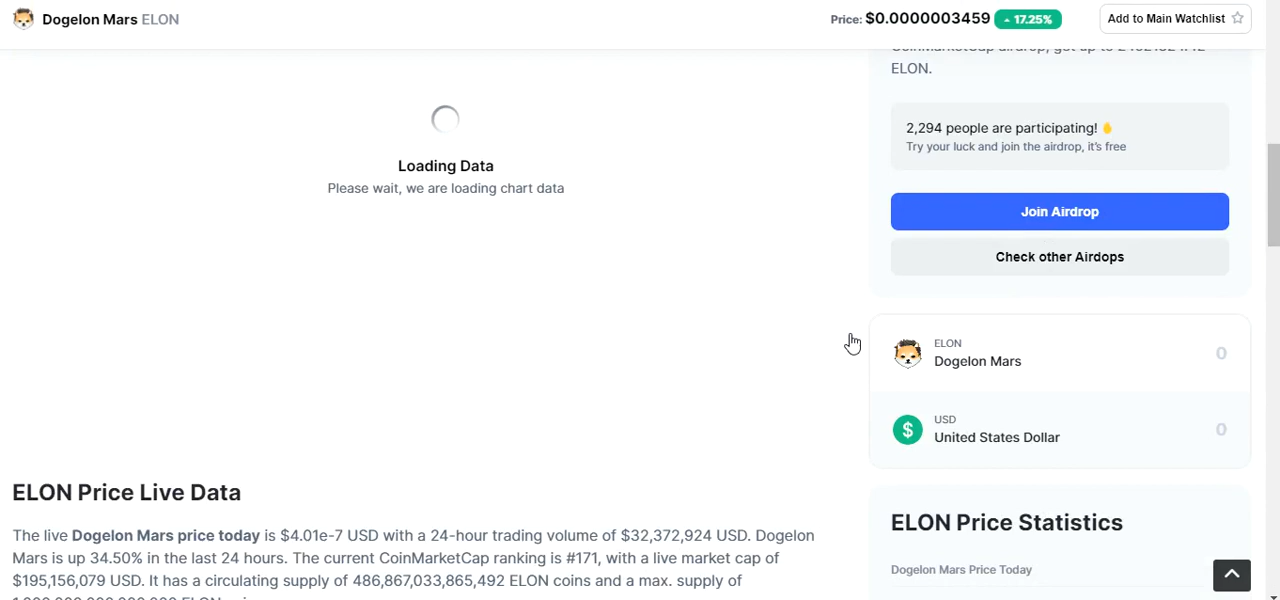 Dogelon Mars ELON
Price: $0.0000003459 17.25%
Add to Main Watchlist
ELON.
2,294 people are participating!
Try your luck and join the airdrop, it's free
Join Airdrop
Check other Airdops
Loading Data
Please wait, we are loading chart data
ELON
Dogelon Mars
0
USD
United States Dollar
0
ELON Price Live Data
The live Dogelon Mars price today is $4.01e-7 USD with a 24-hour trading volume of $32,372,924 USD. Dogelon
Mars is up 34.50% in the last 24 hours. The current CoinMarketCap ranking is #171, with a live market cap of
$195,156,079 USD. It has a circulating supply of 486,867,033,865,492 ELON coins and a max. supply of
ELON Price Statistics
Dogelon Mars Price Today